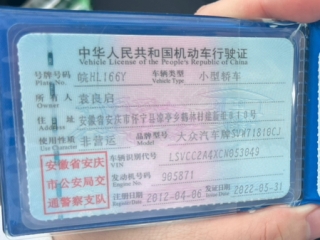 中华人民共和国机动车行驶证
Vehicle License of the People's Republic of China
号牌号码 皖HL166Y 车辆类型 小型轿车
Plate No. Vehicle Type
所有人 袁良启
Owner
住址 安徽省安庆市怀宁县凉亭乡鹤林村
Address
使用性质 非营运 品牌型号 大众汽车牌SVW7181GCJ
Use Character Model
安徽省安庆 车辆识别代号 LSVCC2A4XCN053049
VIN
市公安局交 发动机号码 905871
Engine No.
通警察支队 注册日期 2012-04-06 发证日期 2022-05-31
Register Date Issue Date